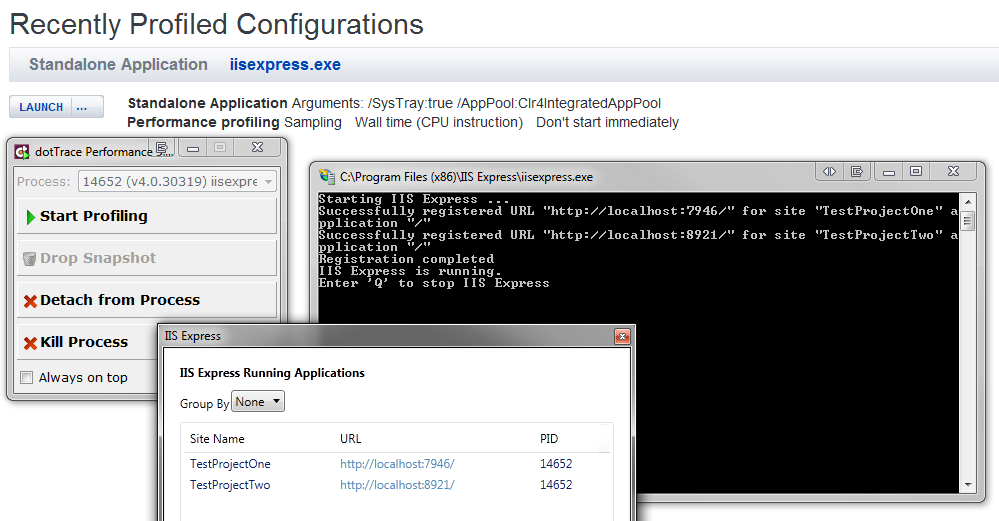 Recently Profiled Configurations
Standalone Application iisexpress.exe
LAUNCH ...
Standalone Application Arguments: /SysTray:true /AppPool:Clr4IntegratedAppPool
Performance profiling Sampling Wall time (CPU instruction) Don't start immediately
dotTrace Performance
Process: 14652 (v4.0.30319) iisexpre
Start Profiling
Drop Snapshot
Detach from Process
Kill Process
Always on top
C:\Program Files (x86)\IIS Express\iisexpress.exe
Starting IIS Express ...
Successfully registered URL "http://localhost:7946/" for site "TestProjectOne" a
pplication "/"
Successfully registered URL "http://localhost:8921/" for site "TestProjectTwo" a
pplication "/"
Registration completed
IIS Express is running.
Enter 'Q' to stop IIS Express
IIS Express
IIS Express Running Applications
Group By None
Site Name URL PID
TestProjectOne http://localhost:7946/ 14652
TestProjectTwo http://localhost:8921/ 14652